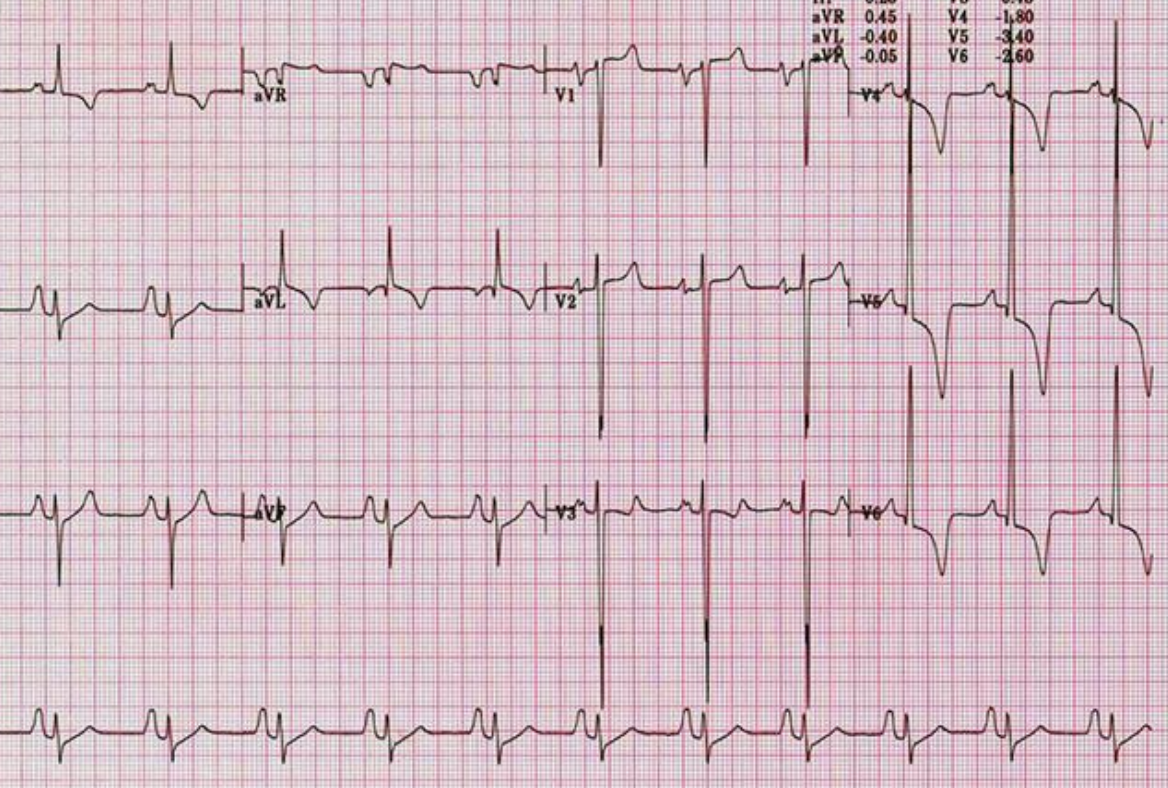 aVR 0.45 V4 -1.80
aVL -0.40 V5 -3.40
aVF -0.05 V6 -2.60
aVR V1 V4
aVL V2 V5
aVF V3 V6